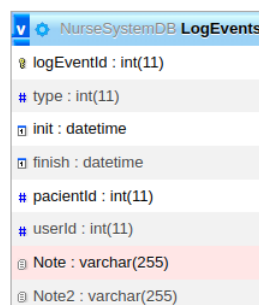 v NurseSystemDB LogEvents
logEventId : int(11)
# type : int(11)
init : datetime
finish : datetime
# pacientId : int(11)
# userId : int(11)
Note : varchar(255)
Note2 : varchar(255)